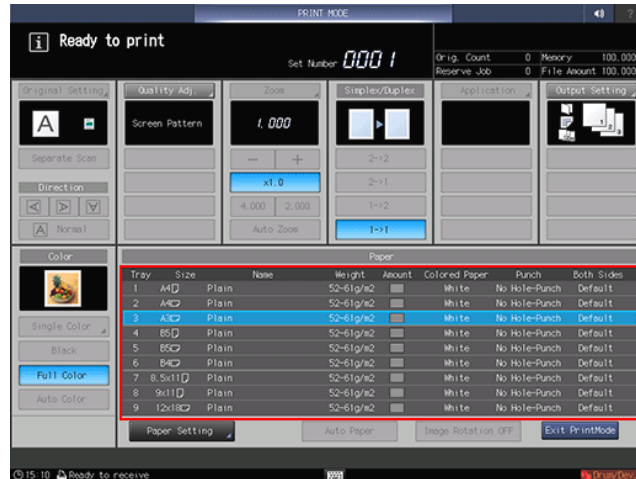 PRINT MODE
?
i Ready to print
Set Number 0001
Orig. Count 0 Memory 100.000
Reserve Job 0 File Amount 100.000
Original Setting Quality Adj. Zoom Simplex/Duplex Application Output Setting
A Screen Pattern 1.000 1 2 3
Separate Scan - + 2->2
Direction x1.0 2->1
A A A 4.000 2.000 1->2
A Normal Auto Zoom 1->1
Color Paper
Tray Size Name Weight Amount Colored Paper Punch Both Sides
1 A4 Plain 52-61g/m2 White No Hole-Punch Default
2 A4 Plain 52-61g/m2 White No Hole-Punch Default
3 A3 Plain 52-61g/m2 White No Hole-Punch Default
4 B5 Plain 52-61g/m2 White No Hole-Punch Default
5 B5 Plain 52-61g/m2 White No Hole-Punch Default
6 B4 Plain 52-61g/m2 White No Hole-Punch Default
7 8.5x11 Plain 52-61g/m2 White No Hole-Punch Default
8 9x11 Plain 52-61g/m2 White No Hole-Punch Default
9 12x18 Plain 52-61g/m2 White No Hole-Punch Default
Single Color
Black
Full Color
Auto Color
Paper Setting Auto Paper Image Rotation OFF Exit PrintMode
15:10 Ready to receive Drum/Dev